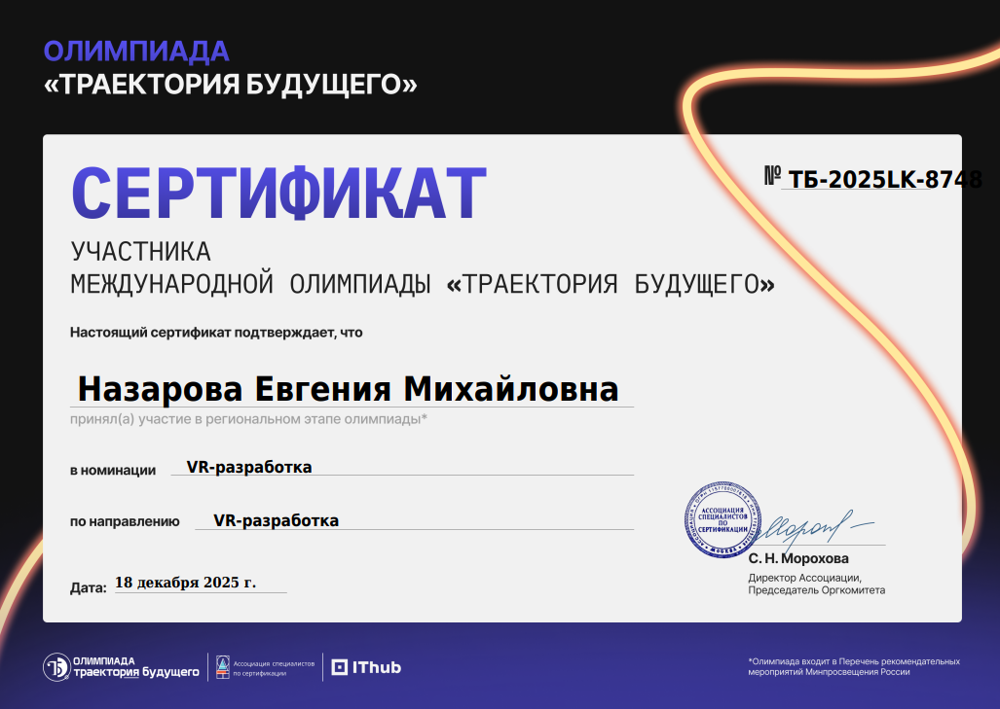 ОЛИМПИАДА
«ТРАЕКТОРИЯ БУДУЩЕГО»
СЕРТИФИКАТ
№ ТБ-2025LK-8748
УЧАСТНИКА
МЕЖДУНАРОДНОЙ ОЛИМПИАДЫ «ТРАЕКТОРИЯ БУДУЩЕГО»
Настоящий сертификат подтверждает, что
Назарова Евгения Михайловна
принял(а) участие в региональном этапе олимпиады*
в номинации VR-разработка
по направлению VR-разработка
АССОЦИАЦИЯ
СПЕЦИАЛИСТОВ
ПО
СЕРТИФИКАЦИИ
МОСКВА
С. Н. Морохова
Директор Ассоциации,
Председатель Оргкомитета
Дата: 18 декабря 2025 г.
ОЛИМПИАДА
траектория будущего
Ассоциация специалистов
по сертификации
IThub
*Олимпиада входит в Перечень рекомендательных
мероприятий Минпросвещения России